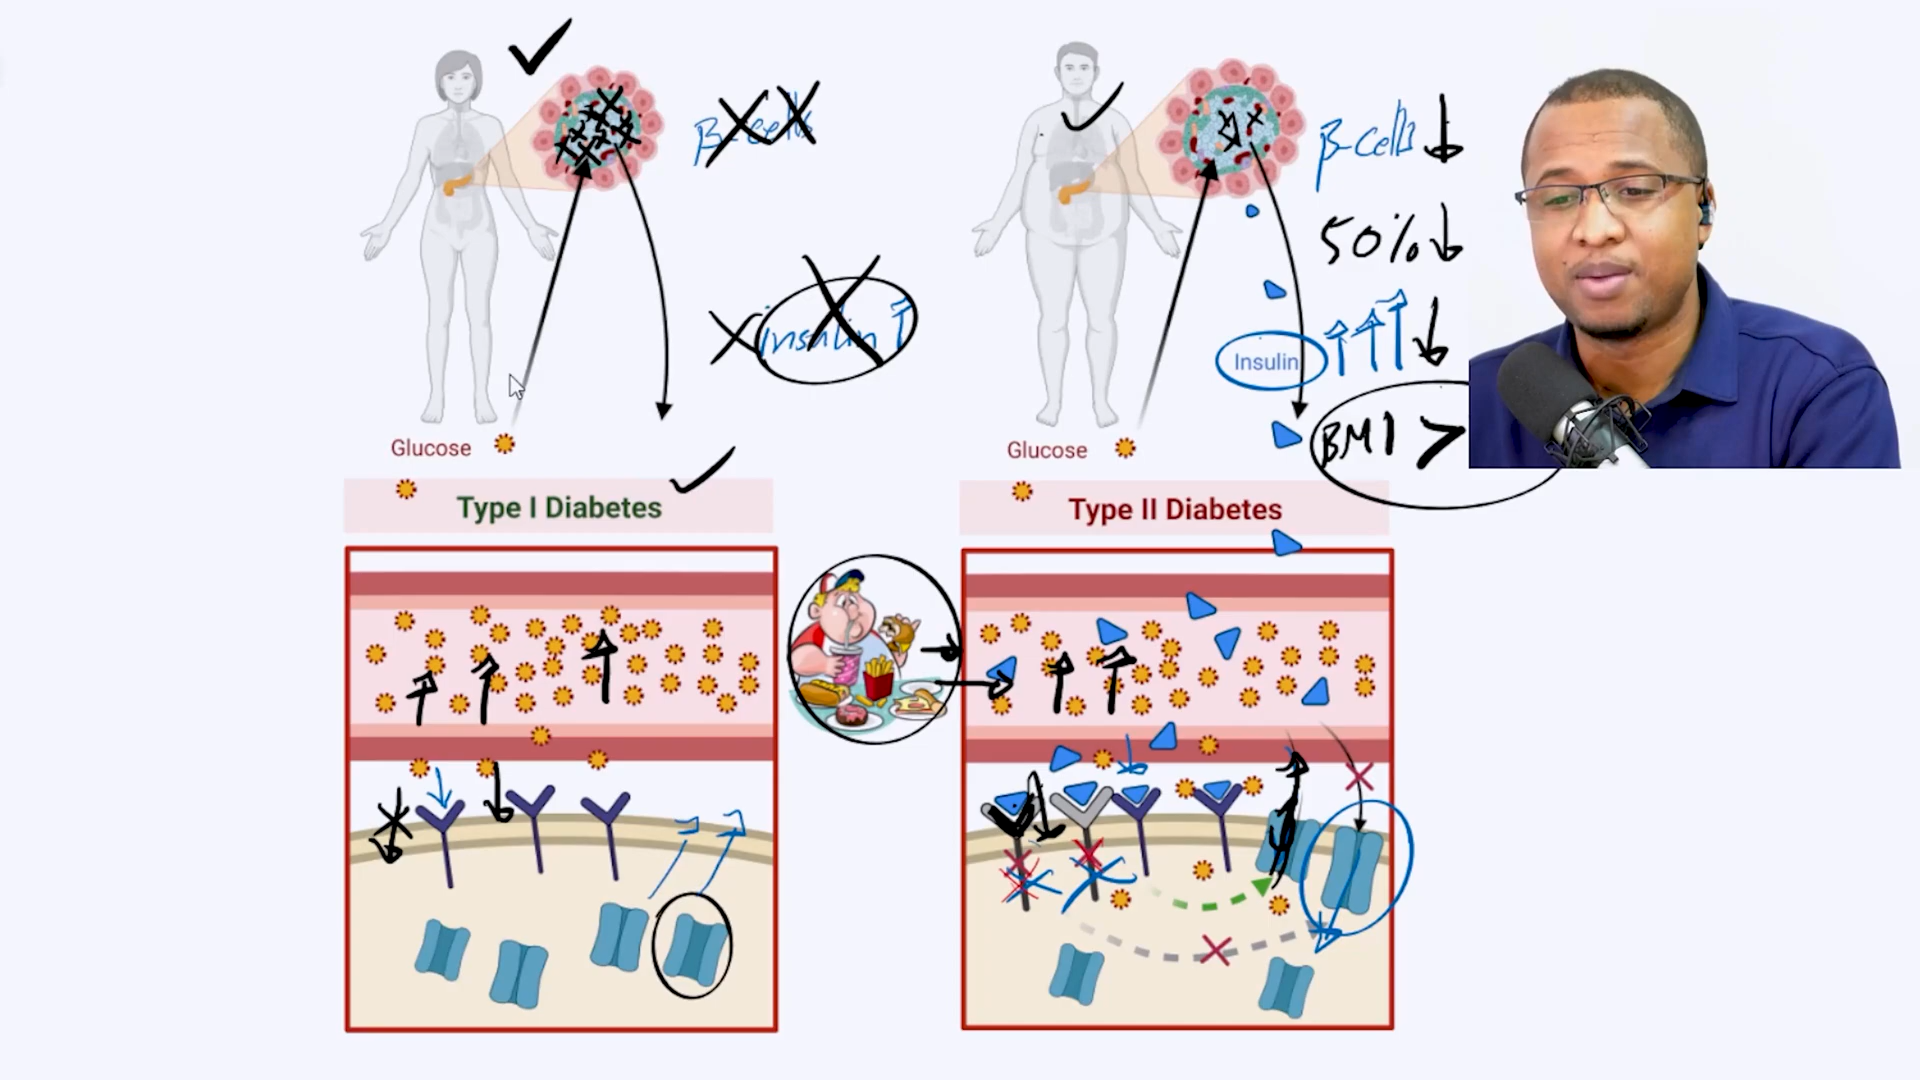 β-cells
insulin ↑
Glucose
Type I Diabetes
β-cells ↓
50% ↓
Insulin ↑↑↑ ↓
BMI >
Glucose
Type II Diabetes